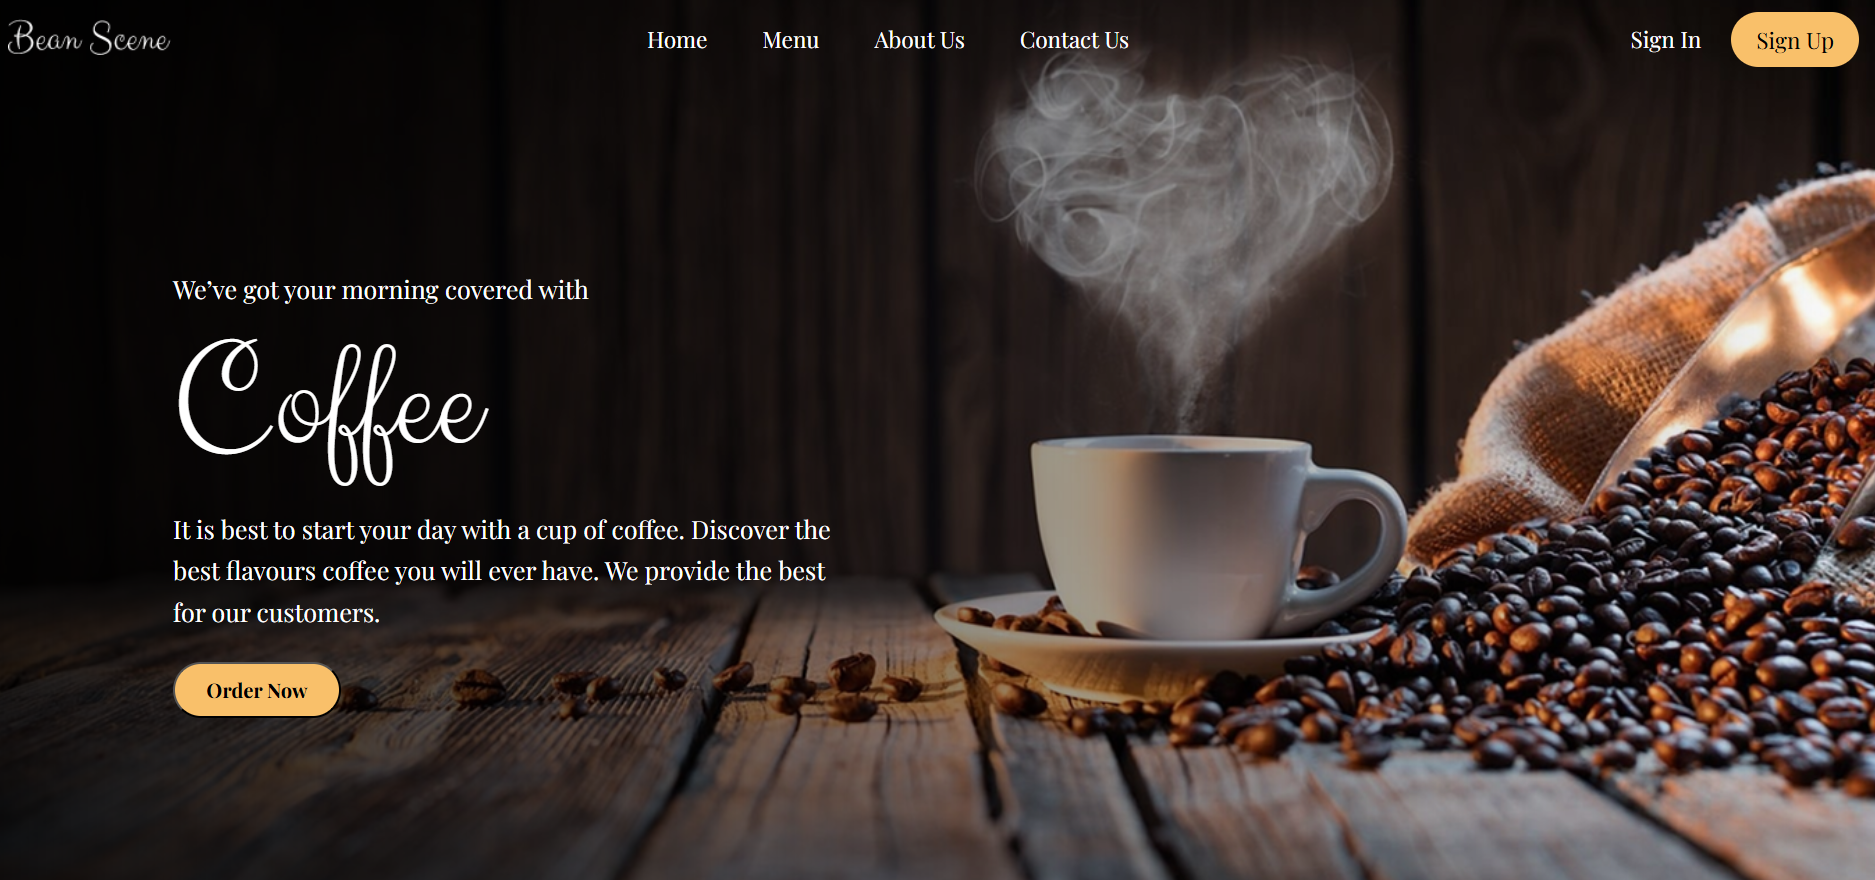 Bean Scene
Home Menu About Us Contact Us
Sign In Sign Up
We’ve got your morning covered with
Coffee
It is best to start your day with a cup of coffee. Discover the
best flavours coffee you will ever have. We provide the best
for our customers.
Order Now